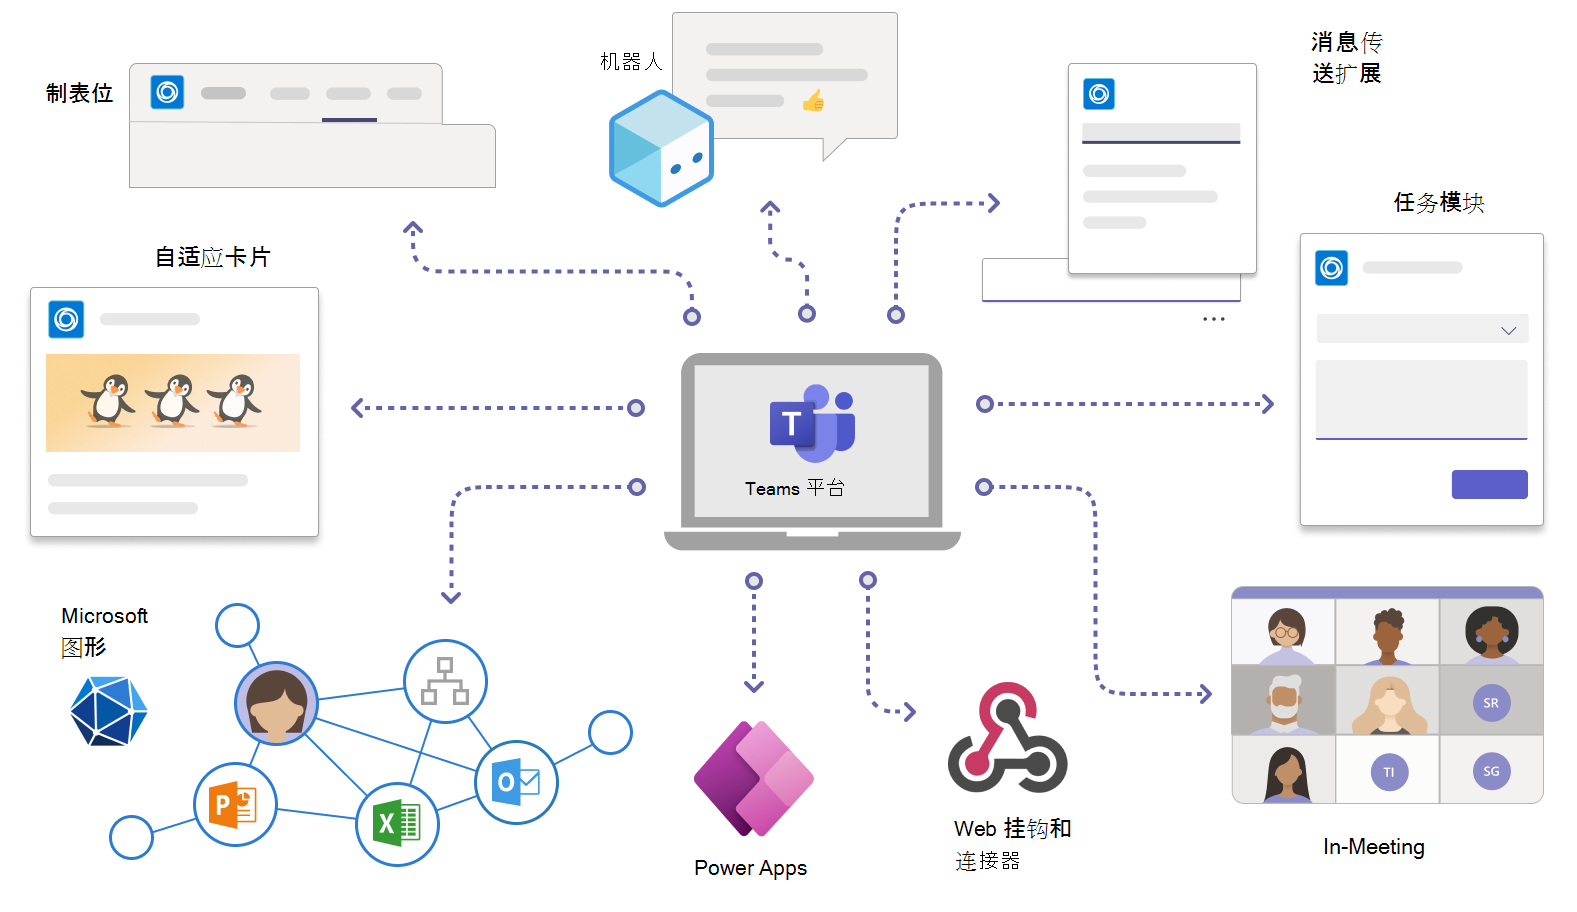 机器人
消息传
送扩展
制表位
任务模块
自适应卡片
T
Teams 平台
Microsoft
图形
SR
TI
SG
P
X
O
Web 挂钩和
连接器
In-Meeting
Power Apps